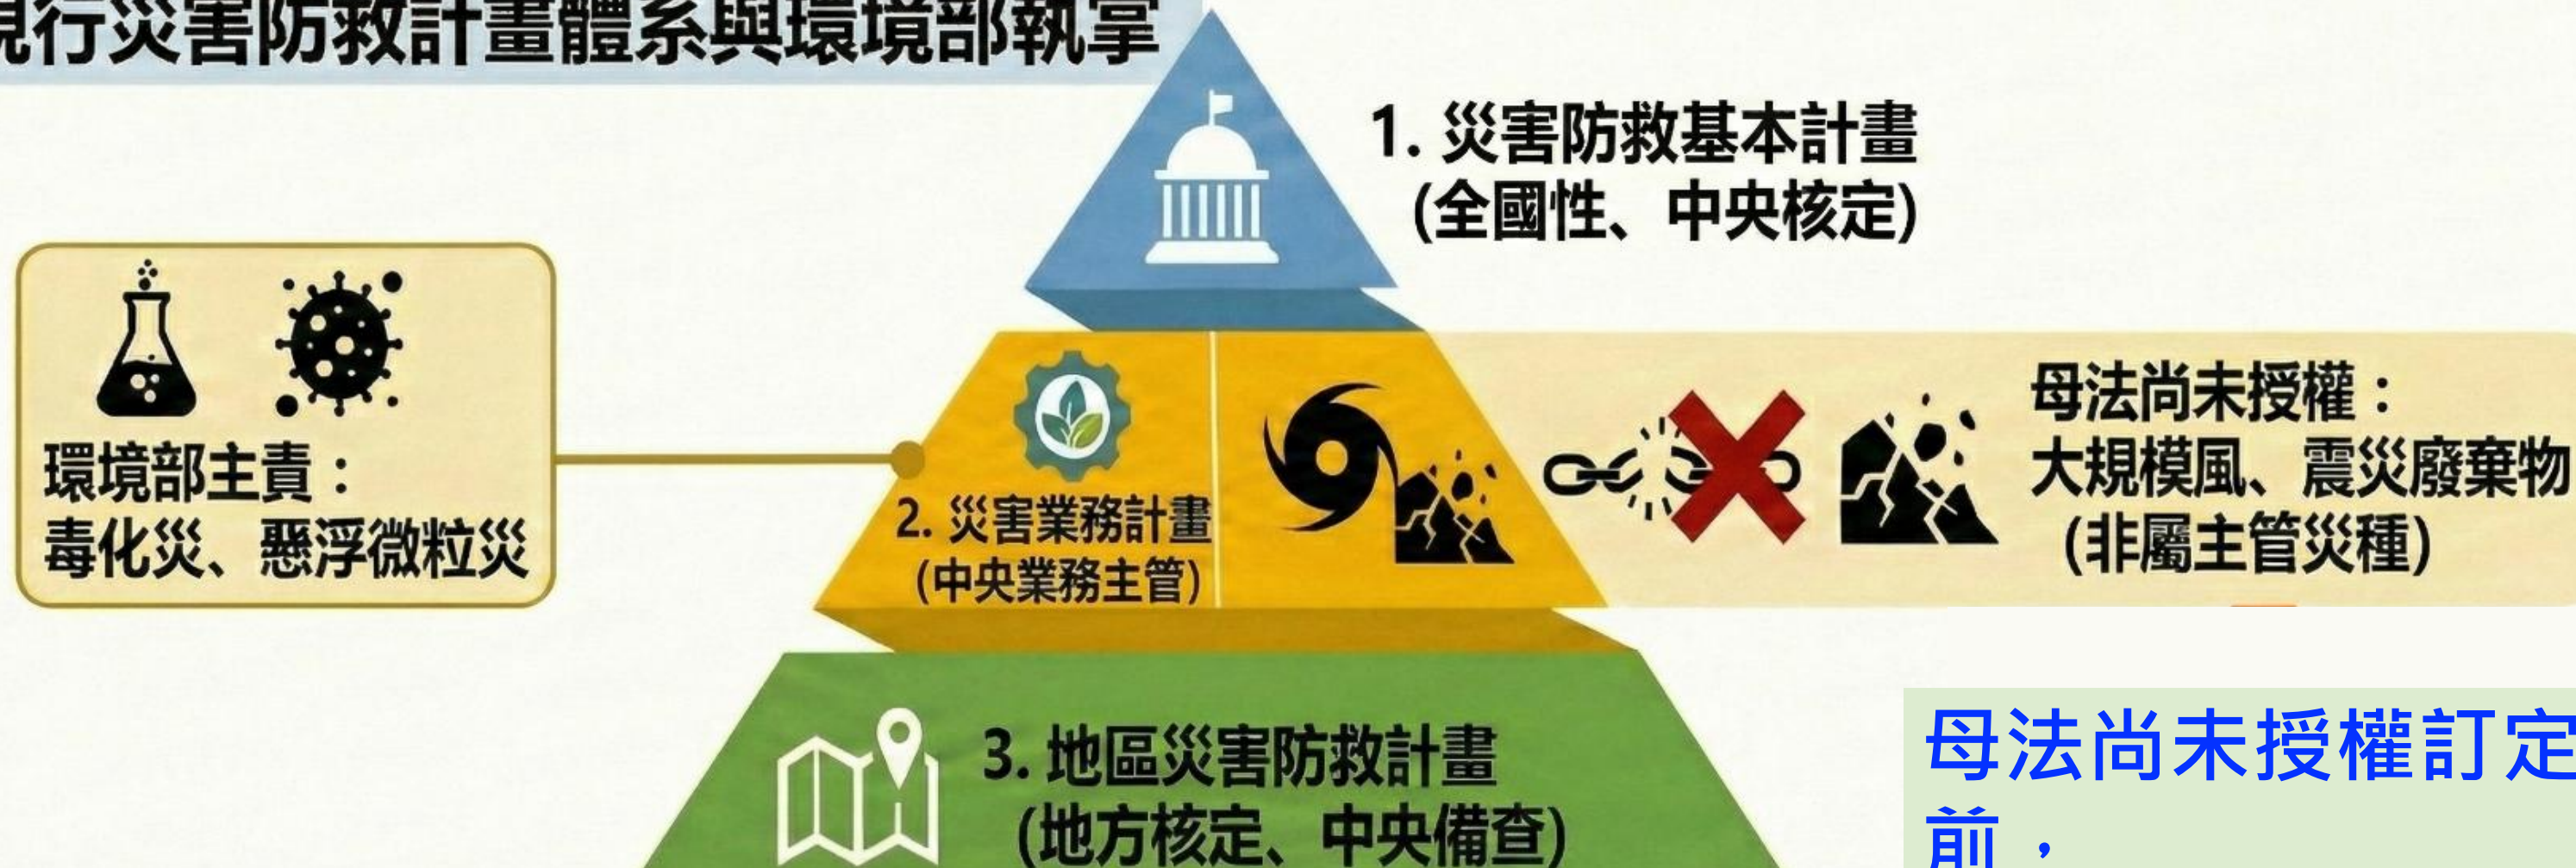 現行災害防救計畫體系與環境部執掌
1. 災害防救基本計畫
(全國性、中央核定)
環境部主責：
毒化災、懸浮微粒災
2. 災害業務計畫
(中央業務主管)
母法尚未授權：
大規模風、震災廢棄物
(非屬主管災種)
3. 地區災害防救計畫
(地方核定、中央備查)
母法尚未授權訂定
前，